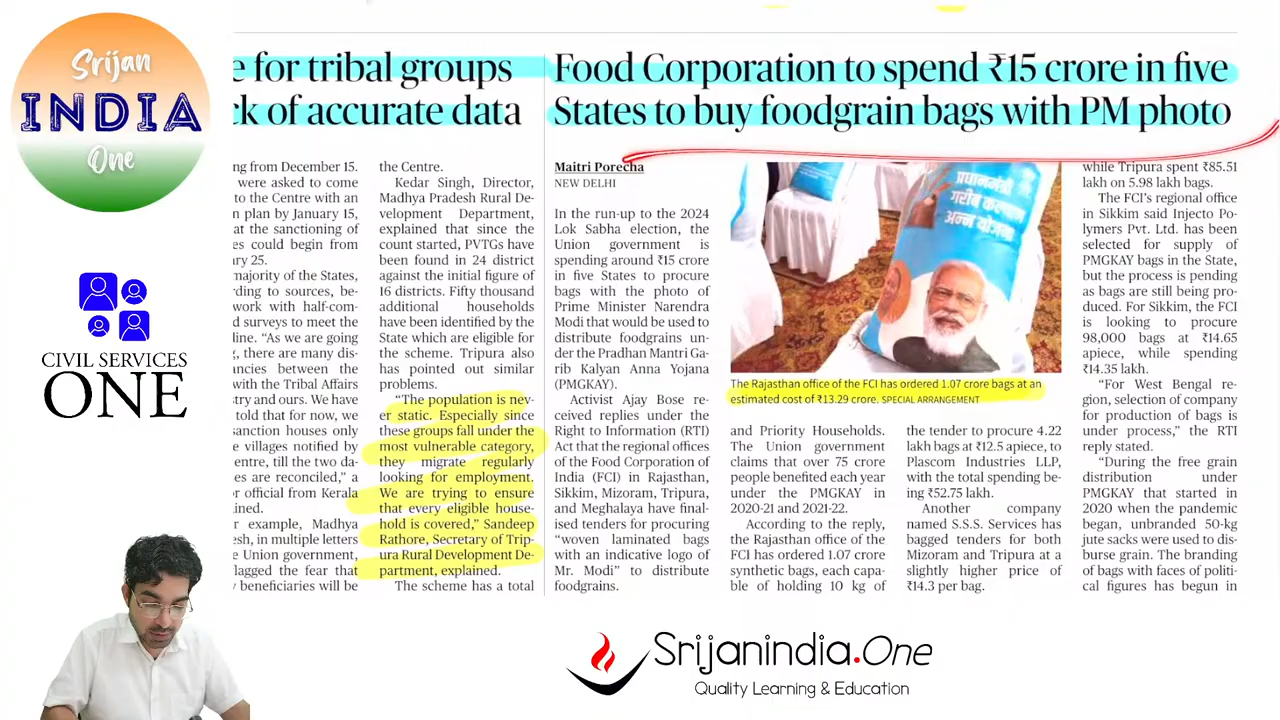 Srijan
INDIA
One
CIVIL SERVICES
ONE
e for tribal groups
ck of accurate data
ng from December 15.
were asked to come
to the Centre with an
n plan by January 15,
at the sanctioning of
es could begin from
ry 25.
majority of the States,
rding to sources, be-
work with half-com-
d surveys to meet the
line. “As we are going
, there are many dis-
ancies between the
with the Tribal Affairs
stry and ours. We have
told that for now, we
sanction houses only
e villages notified by
entre, till the two da-
es are reconciled,” a
r official from Kerala
ined.
r example, Madhya
esh, in multiple letters
e Union government,
lagged the fear that
y beneficiaries will be
the Centre.
Kedar Singh, Director,
Madhya Pradesh Rural De-
velopment Department,
explained that since the
count started, PVTGs have
been found in 24 district
against the initial figure of
16 districts. Fifty thousand
additional households
have been identified by the
State which are eligible for
the scheme. Tripura also
has pointed out similar
problems.
“The population is nev-
er static. Especially since
these groups fall under the
most vulnerable category,
they migrate regularly
looking for employment.
We are trying to ensure
that every eligible house-
hold is covered,” Sandeep
Rathore, Secretary of Trip-
ura Rural Development De-
partment, explained.
The scheme has a total
Food Corporation to spend ₹15 crore in five
States to buy foodgrain bags with PM photo
Maitri Porecha
NEW DELHI
In the run-up to the 2024
Lok Sabha election, the
Union government is
spending around ₹15 crore
in five States to procure
bags with the photo of
Prime Minister Narendra
Modi that would be used to
distribute foodgrains un-
der the Pradhan Mantri Ga-
rib Kalyan Anna Yojana
(PMGKAY).
Activist Ajay Bose re-
ceived replies under the
Right to Information (RTI)
Act that the regional offices
of the Food Corporation of
India (FCI) in Rajasthan,
Sikkim, Mizoram, Tripura,
and Meghalaya have final-
ised tenders for procuring
“woven laminated bags
with an indicative logo of
Mr. Modi” to distribute
foodgrains.
प्रधानमंत्री
गरीब कल्याण
अन्न योजना
The Rajasthan office of the FCI has ordered 1.07 crore bags at an
estimated cost of ₹13.29 crore. SPECIAL ARRANGEMENT
and Priority Households.
The Union government
claims that over 75 crore
people benefited each year
under the PMGKAY in
2020-21 and 2021-22.
According to the reply,
the Rajasthan office of the
FCI has ordered 1.07 crore
synthetic bags, each capa-
ble of holding 10 kg of
the tender to procure 4.22
lakh bags at ₹12.5 apiece, to
Plascom Industries LLP,
with the total spending be-
ing ₹52.75 lakh.
Another company
named S.S.S. Services has
bagged tenders for both
Mizoram and Tripura at a
slightly higher price of
₹14.3 per bag.
while Tripura spent ₹85.51
lakh on 5.98 lakh bags.
The FCI’s regional office
in Sikkim said Injecto Po-
lymers Pvt. Ltd. has been
selected for supply of
PMGKAY bags in the State,
but the process is pending
as bags are still being pro-
duced. For Sikkim, the FCI
is looking to procure
98,000 bags at ₹14.65
apiece, while spending
₹14.35 lakh.
“For West Bengal re-
gion, selection of company
for production of bags is
under process,” the RTI
reply stated.
“During the free grain
distribution under
PMGKAY that started in
2020 when the pandemic
began, unbranded 50-kg
jute sacks were used to dis-
burse grain. The branding
of bags with faces of politi-
cal figures has begun in
Srijanindia.One
Quality Learning & Education